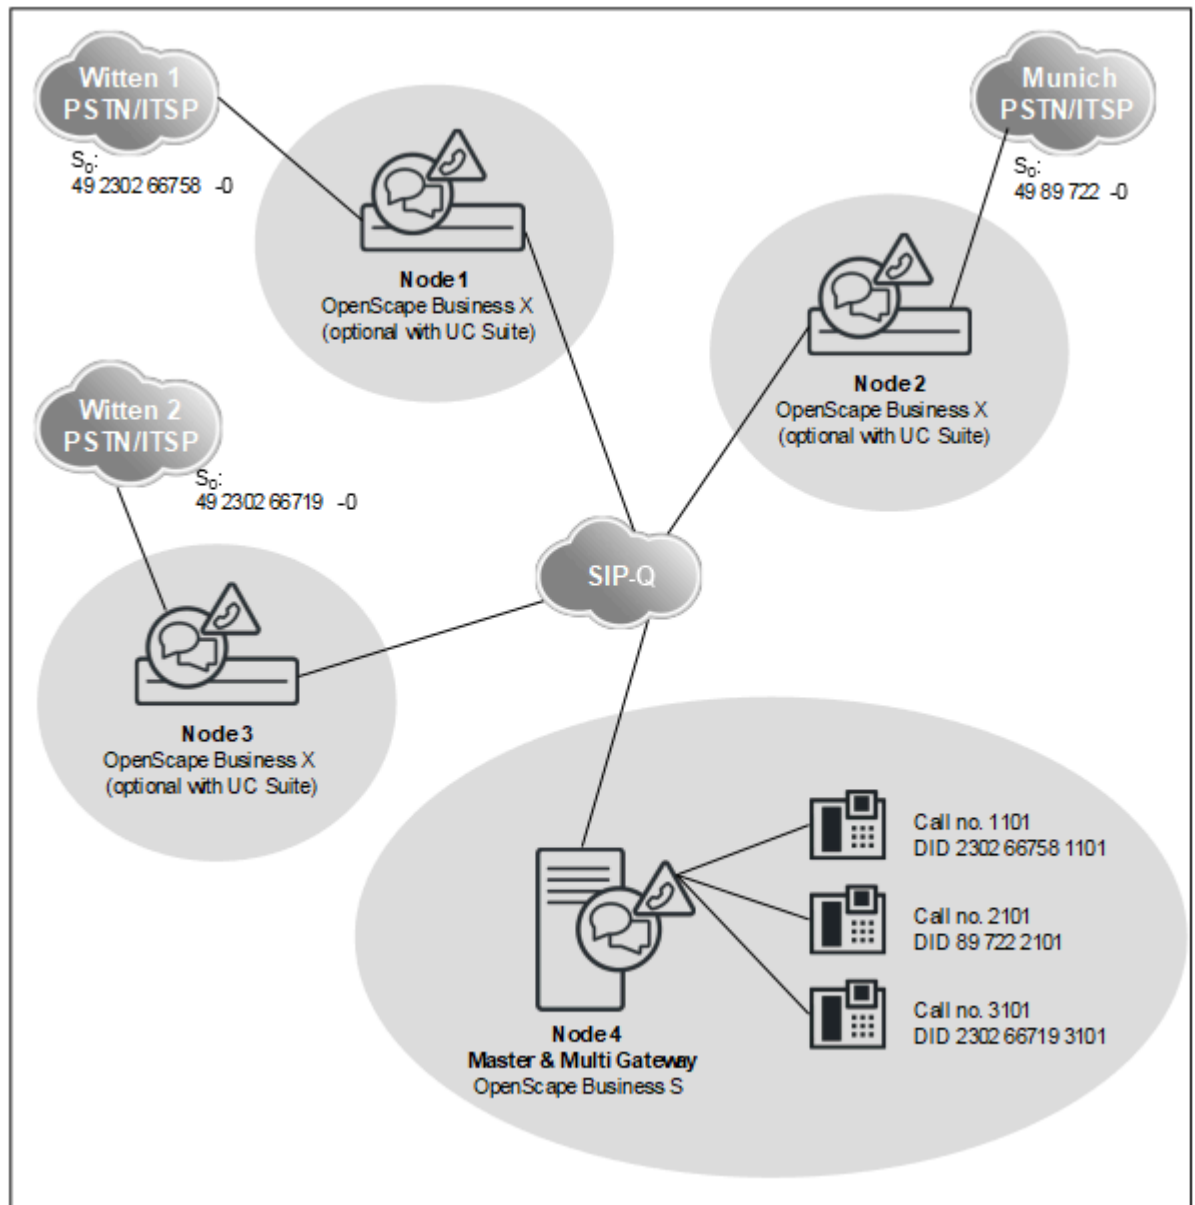 Witten 1
PSTN/ITSP
S0:
49 2302 66758 -0
Munich
PSTN/ITSP
S0:
49 89 722 -0
Node 1
OpenScape Business X
(optional with UC Suite)
Node 2
OpenScape Business X
(optional with UC Suite)
Witten 2
PSTN/ITSP
S0:
49 2302 66719 -0
SIP-Q
Node 3
OpenScape Business X
(optional with UC Suite)
Call no. 1101
DID 2302 66758 1101
Call no. 2101
DID 89 722 2101
Call no. 3101
DID 2302 66719 3101
Node 4
Master & Multi Gateway
OpenScape Business S